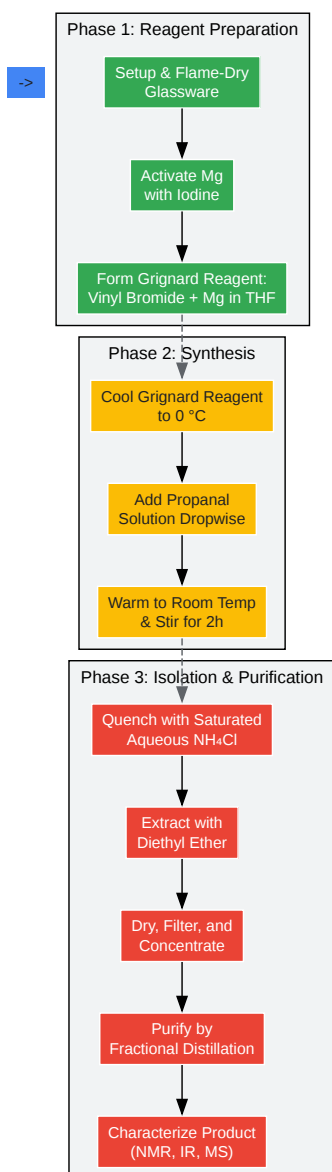 Phase 1: Reagent Preparation
->
Setup & Flame-Dry
Glassware
Activate Mg
with Iodine
Form Grignard Reagent:
Vinyl Bromide + Mg in THF
Phase 2: Synthesis
Cool Grignard Reagent
to 0 °C
Add Propanal
Solution Dropwise
Warm to Room Temp
& Stir for 2h
Phase 3: Isolation & Purification
Quench with Saturated
Aqueous NH₄Cl
Extract with
Diethyl Ether
Dry, Filter, and
Concentrate
Purify by
Fractional Distillation
Characterize Product
(NMR, IR, MS)